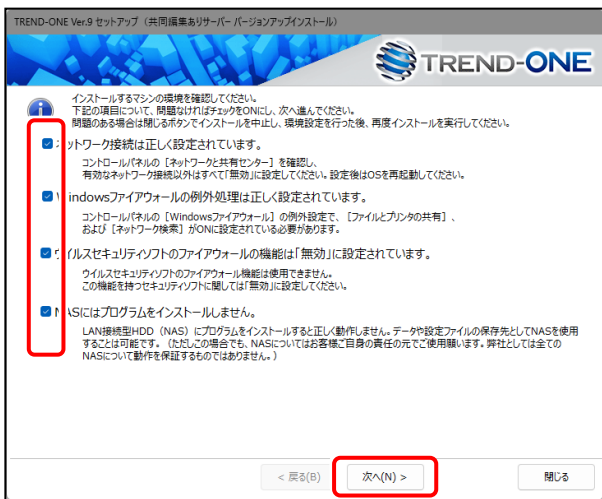 TREND-ONE Ver.9 セットアップ（共同編集ありサーバー バージョンアップインストール）
TREND-ONE
インストールするマシンの環境を確認してください。
下記の項目について、問題なければチェックをONにし、次へ進んでください。
問題のある場合は閉じるボタンでインストールを中止し、環境設定を行った後、再度インストールを実行してください。
ットワーク接続は正しく設定されています。
コントロールパネルの［ネットワークと共有センター］を確認し、
有効なネットワーク接続以外はすべて「無効」に設定してください。設定後はOSを再起動してください。
indowsファイアウォールの例外処理は正しく設定されています。
コントロールパネルの［Windowsファイアウォール］の例外設定で、［ファイルとプリンタの共有］、
および［ネットワーク検索］がONに設定されている必要があります。
イルスセキュリティソフトのファイアウォールの機能は「無効」に設定されています。
ウイルスセキュリティソフトのファイアウォール機能は使用できません。
この機能を持つセキュリティソフトに関しては「無効」に設定してください。
ASにはプログラムをインストールしません。
LAN接続型HDD（NAS）にプログラムをインストールすると正しく動作しません。データや設定ファイルの保存先としてNASを使用
することは可能です。（ただしこの場合でも、NASについてはお客様ご自身の責任の元でご使用願います。弊社としては全ての
NASについて動作を保証するものではありません。）
< 戻る(B)
次へ(N) >
閉じる